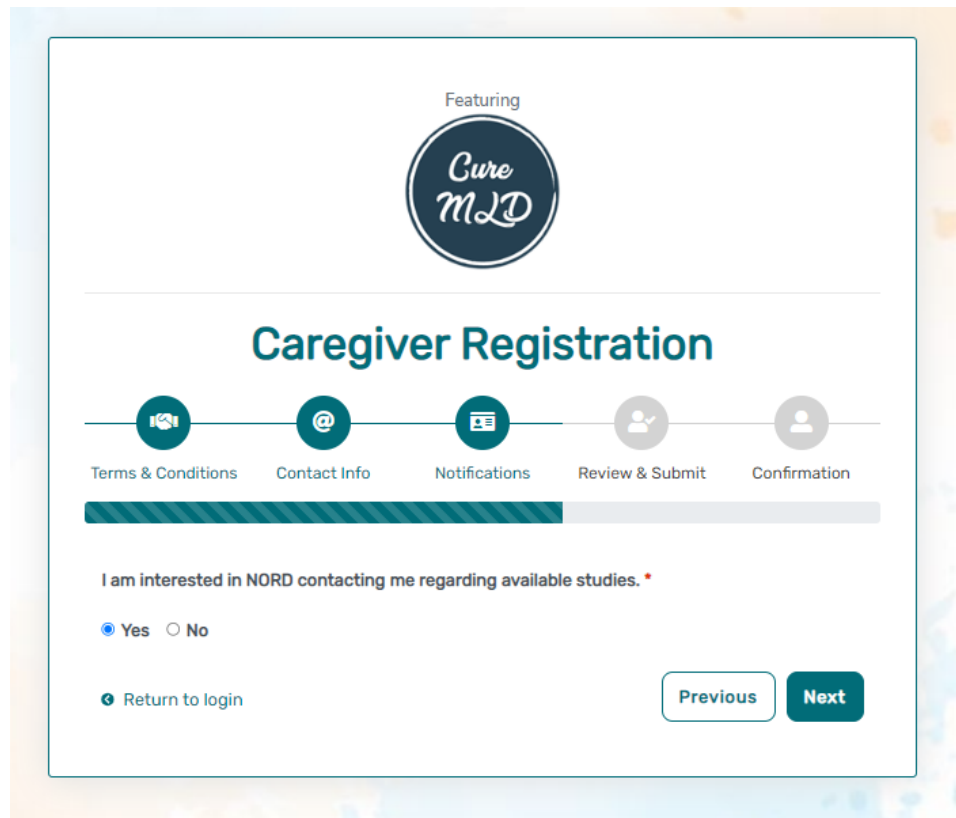 Featuring
Cure
MLD
Caregiver Registration
Terms & Conditions Contact Info Notifications Review & Submit Confirmation
I am interested in NORD contacting me regarding available studies. *
Yes No
Return to login Previous Next